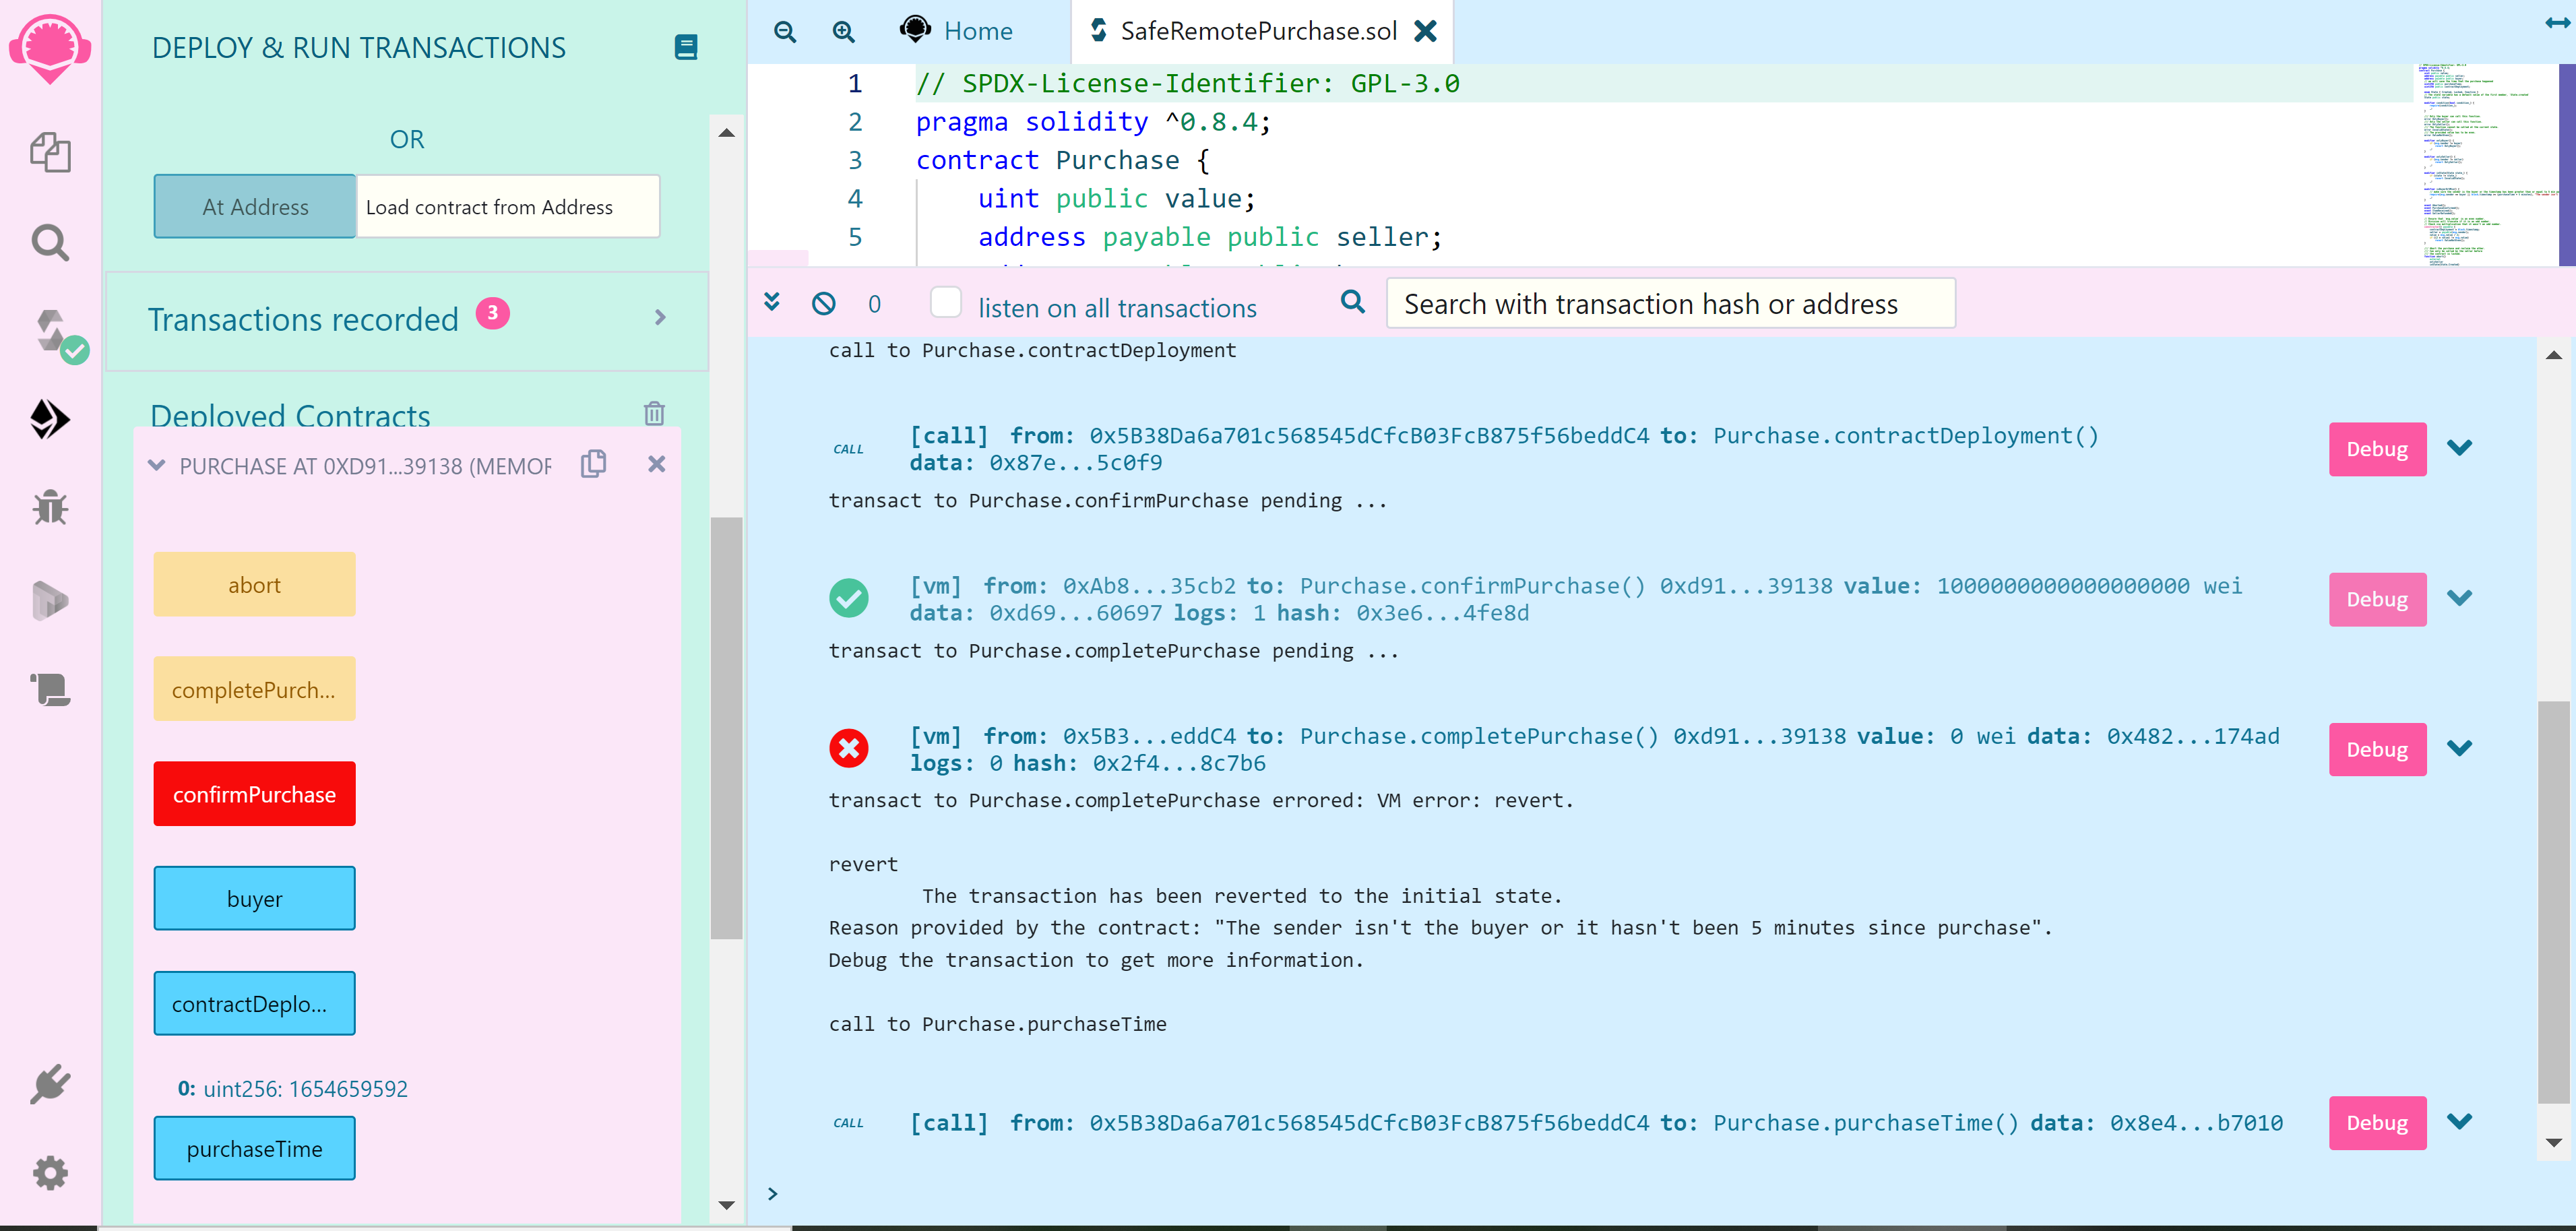 DEPLOY & RUN TRANSACTIONS
OR
At Address
Load contract from Address
Transactions recorded 3
Deployed Contracts
PURCHASE AT 0XD91...39138 (MEMOR
abort
completePurch...
confirmPurchase
buyer
contractDeplo...
0: uint256: 1654659592
purchaseTime
Home
SafeRemotePurchase.sol
1 // SPDX-License-Identifier: GPL-3.0
2 pragma solidity ^0.8.4;
3 contract Purchase {
4 uint public value;
5 address payable public seller;
0
listen on all transactions
Search with transaction hash or address
call to Purchase.contractDeployment
CALL [call] from: 0x5B38Da6a701c568545dCfcB03FcB875f56beddC4 to: Purchase.contractDeployment()
data: 0x87e...5c0f9
Debug
transact to Purchase.confirmPurchase pending ...
[vm] from: 0xAb8...35cb2 to: Purchase.confirmPurchase() 0xd91...39138 value: 1000000000000000000 wei
data: 0xd69...60697 logs: 1 hash: 0x3e6...4fe8d
Debug
transact to Purchase.completePurchase pending ...
[vm] from: 0x5B3...eddC4 to: Purchase.completePurchase() 0xd91...39138 value: 0 wei data: 0x482...174ad
logs: 0 hash: 0x2f4...8c7b6
Debug
transact to Purchase.completePurchase errored: VM error: revert.
revert
The transaction has been reverted to the initial state.
Reason provided by the contract: "The sender isn't the buyer or it hasn't been 5 minutes since purchase".
Debug the transaction to get more information.
call to Purchase.purchaseTime
CALL [call] from: 0x5B38Da6a701c568545dCfcB03FcB875f56beddC4 to: Purchase.purchaseTime() data: 0x8e4...b7010
Debug
>